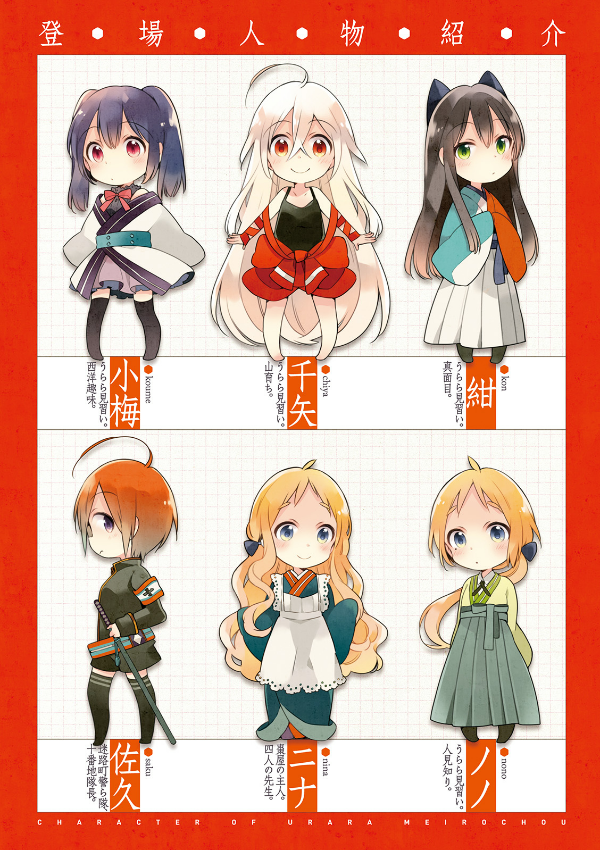 登場人物紹介
紺
kon
うらら見習い。
真面目。
千矢
chiya
うらら見習い。
山育ち。
小梅
koume
うらら見習い。
西洋趣味。
ノノ
nono
うらら見習い。
人見知り。
ニナ
nina
棗屋の主人。
四人の先生。
佐久
saku
迷路町警ら隊、
十番地隊長。
CHARACTER OF URARA MEIROCHOU